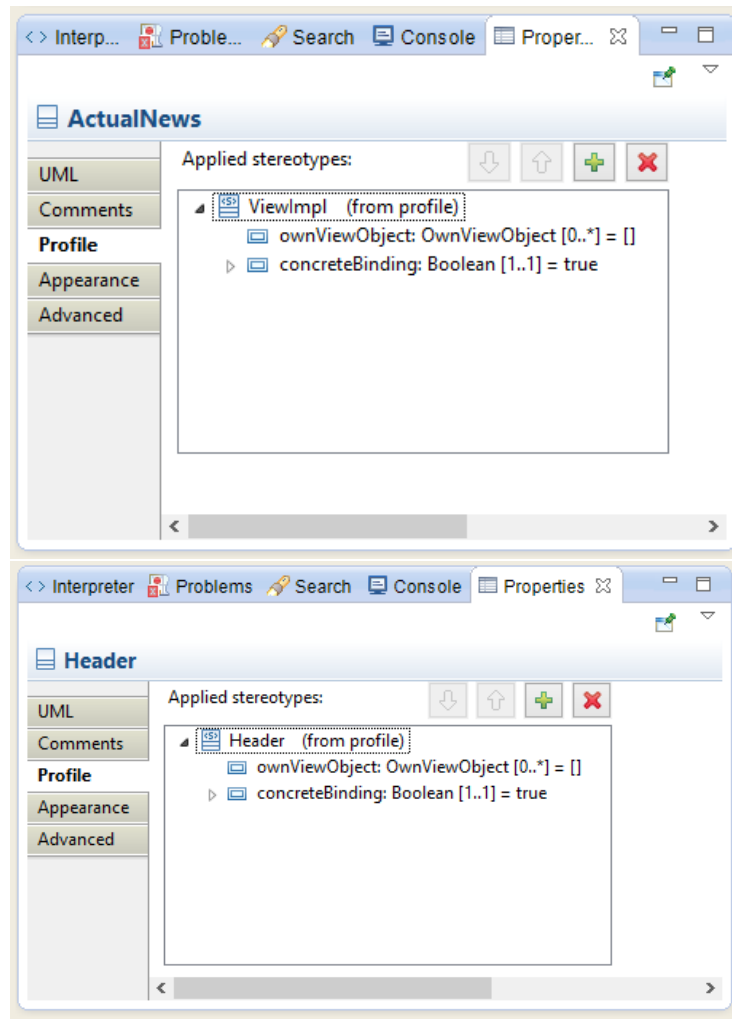 <> Interp... Proble... Search Console Proper...
ActualNews
Applied stereotypes:
UML
Comments
Profile
Appearance
Advanced
ViewImpl (from profile)
ownViewObject: OwnViewObject [0..*] = []
concreteBinding: Boolean [1..1] = true
<> Interpreter Problems Search Console Properties
Header
Applied stereotypes:
UML
Comments
Profile
Appearance
Advanced
Header (from profile)
ownViewObject: OwnViewObject [0..*] = []
concreteBinding: Boolean [1..1] = true